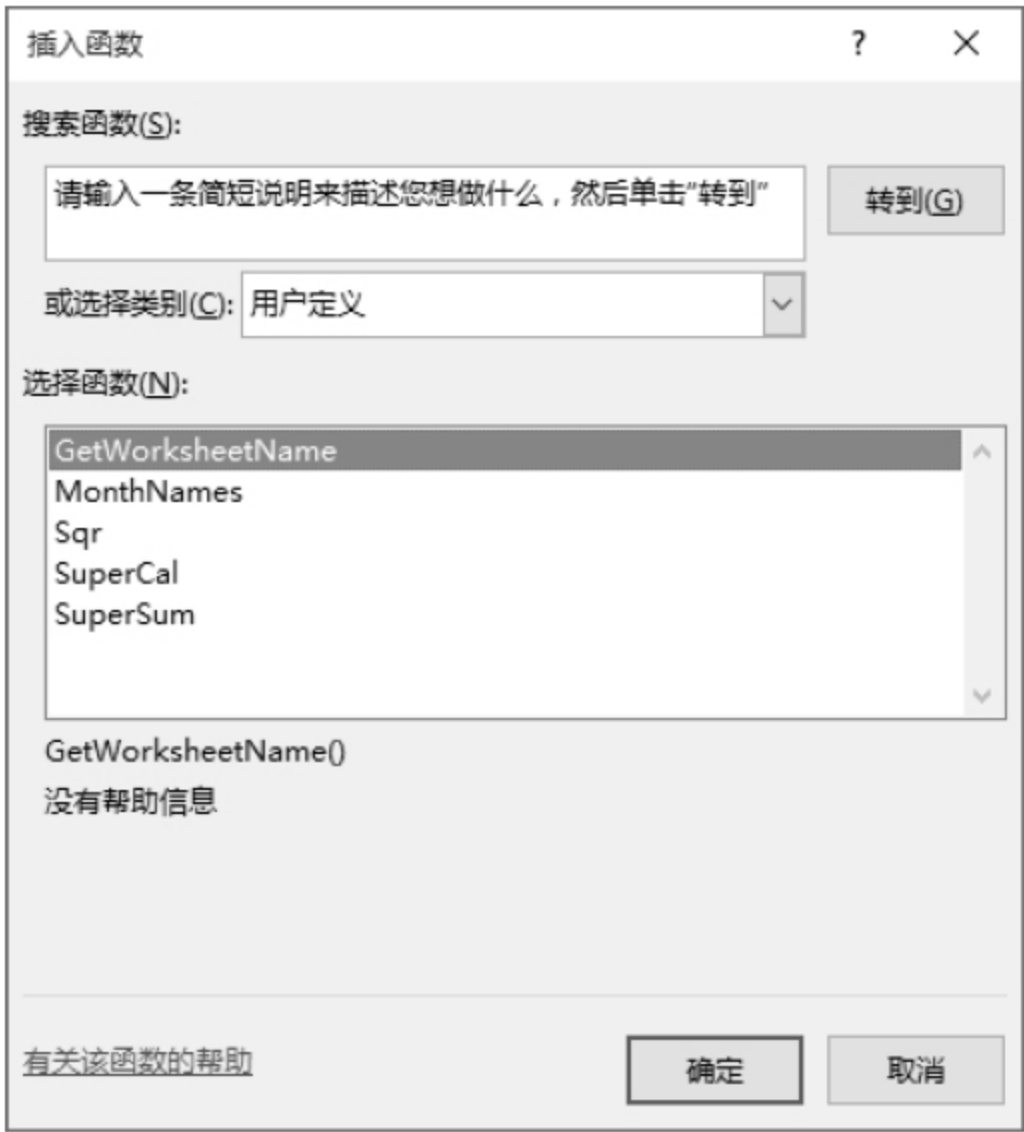 插入函数 ?
搜索函数(S):
请输入一条简短说明来描述您想做什么，然后单击"转到"
转到(G)
或选择类别(C): 用户定义
选择函数(N):
GetWorksheetName
MonthNames
Sqr
SuperCal
SuperSum
GetWorksheetName()
没有帮助信息
有关该函数的帮助
确定
取消